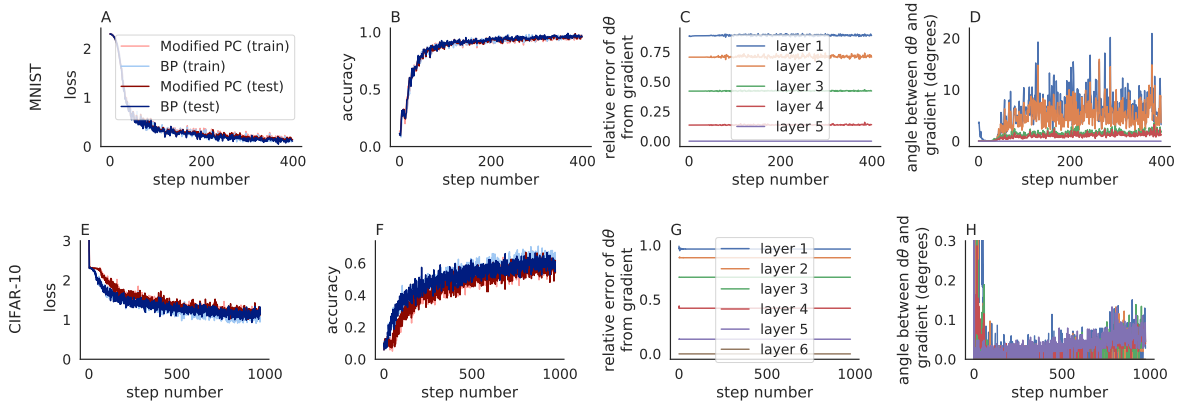 A
MNIST
loss
2
1
0
Modified PC (train)
BP (train)
Modified PC (test)
BP (test)
0 200 400
step number
B
accuracy
1.0
0.5
0.0
0 200 400
step number
C
relative error of dθ
from gradient
0.75
0.50
0.25
0.00
layer 1
layer 2
layer 3
layer 4
layer 5
0 200 400
step number
D
angle between dθ and
gradient (degrees)
20
10
0
0 200 400
step number
E
CIFAR-10
loss
3
2
1
0
0 500 1000
step number
F
accuracy
0.6
0.4
0.2
0.0
0 500 1000
step number
G
relative error of dθ
from gradient
1.0
0.5
0.0
layer 1
layer 2
layer 3
layer 4
layer 5
layer 6
0 500 1000
step number
H
angle between dθ and
gradient (degrees)
0.3
0.2
0.1
0.0
0 500 1000
step number